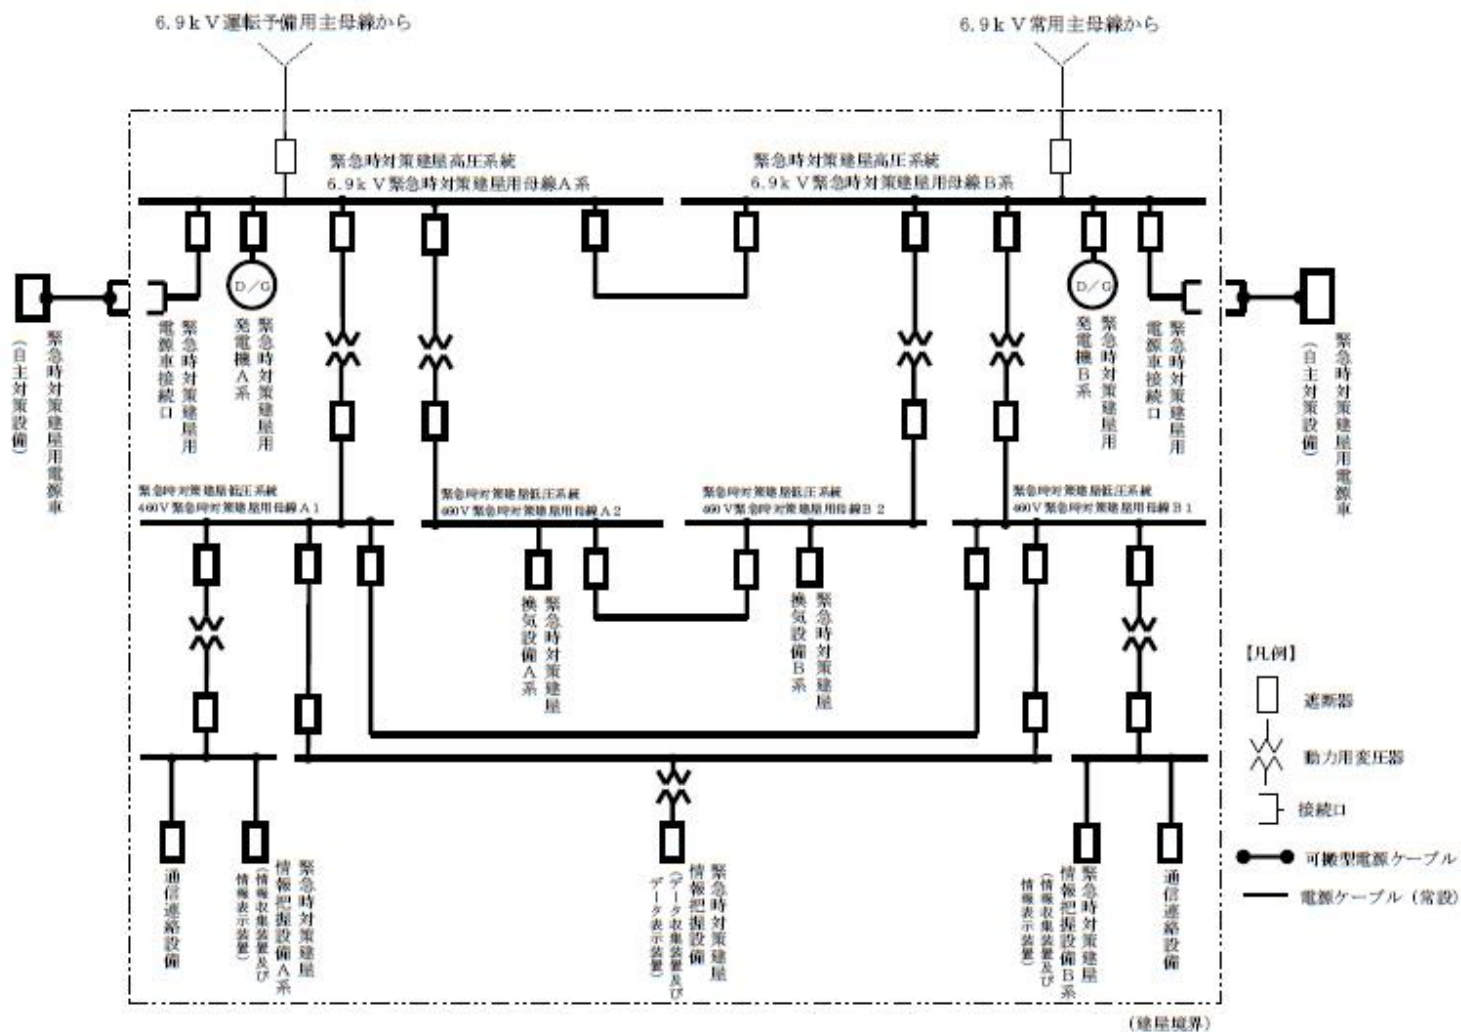 6.9kV運転予備用主母線から
6.9kV常用主母線から
緊急時対策建屋高圧系統
6.9kV緊急時対策建屋用母線A系
緊急時対策建屋高圧系統
6.9kV緊急時対策建屋用母線B系
D/G
D/G
緊急時対策建屋用電源車
(自主対策設備)
緊急時対策建屋用
電源車接続口
緊急時対策建屋用
発電機A系
緊急時対策建屋用
発電機B系
緊急時対策建屋用
電源車接続口
緊急時対策建屋用電源車
(自主対策設備)
緊急時対策建屋低圧系統
460V緊急時対策建屋用母線A1
緊急時対策建屋低圧系統
460V緊急時対策建屋用母線A2
緊急時対策建屋低圧系統
460V緊急時対策建屋用母線B2
緊急時対策建屋低圧系統
460V緊急時対策建屋用母線B1
緊急時対策建屋
換気設備A系
緊急時対策建屋
換気設備B系
通信連絡設備
緊急時対策建屋
情報把握設備A系
(情報収集装置及び
情報表示装置)
緊急時対策建屋
情報把握設備
(データ収集装置及び
データ表示装置)
緊急時対策建屋
情報把握設備B系
(情報収集装置及び
情報表示装置)
通信連絡設備
【凡例】
遮断器
動力用変圧器
接続口
可搬型電源ケーブル
電源ケーブル(常設)
(建屋境界)